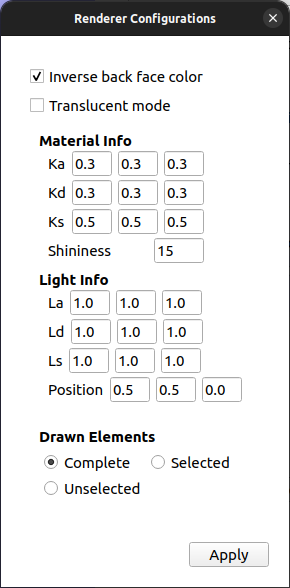 Renderer Configurations
Inverse back face color
Translucent mode
Material Info
Ka 0.3 0.3 0.3
Kd 0.3 0.3 0.3
Ks 0.5 0.5 0.5
Shininess 15
Light Info
La 1.0 1.0 1.0
Ld 1.0 1.0 1.0
Ls 1.0 1.0 1.0
Position 0.5 0.5 0.0
Drawn Elements
Complete Selected
Unselected
Apply